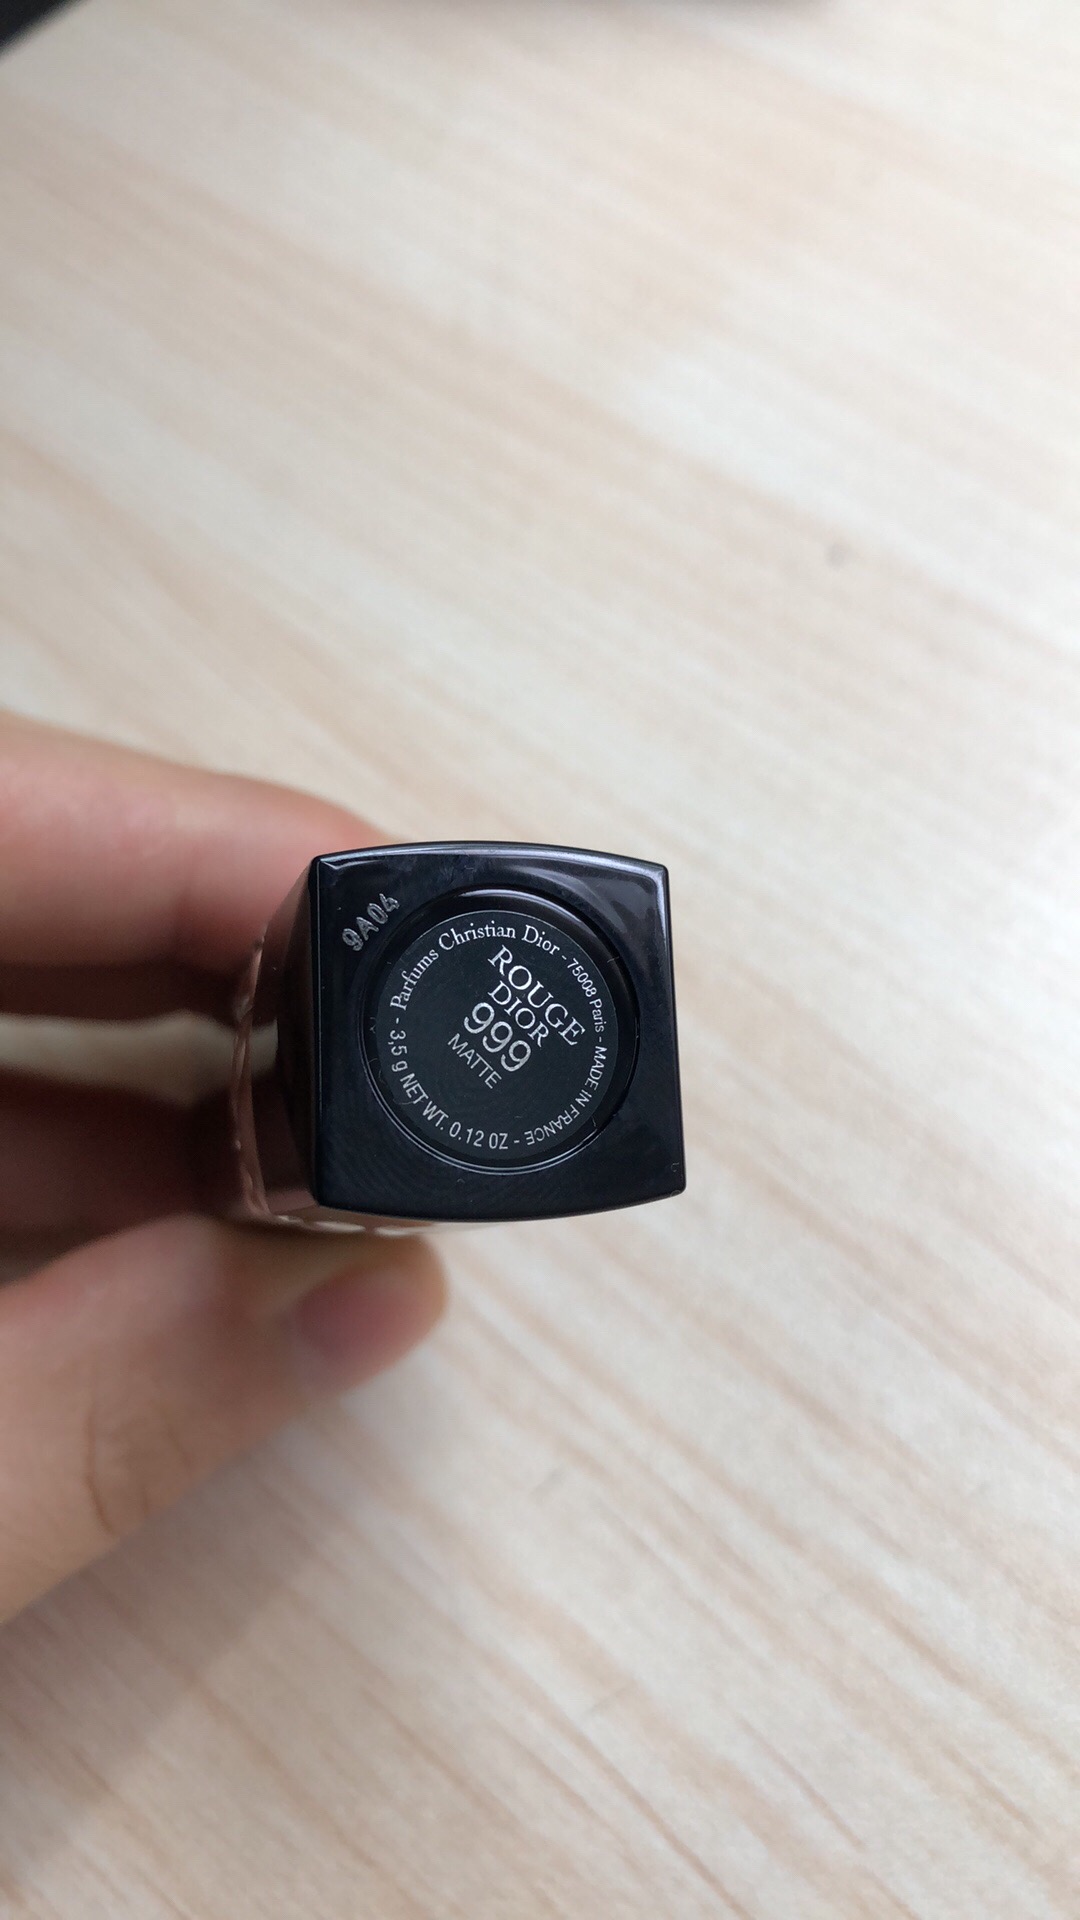 9A04
Parfums Christian Dior - 75008 Paris - MADE IN FRANCE - 3,5 g NET WT. 0.12 OZ -
ROUGE
DIOR
999
MATTE